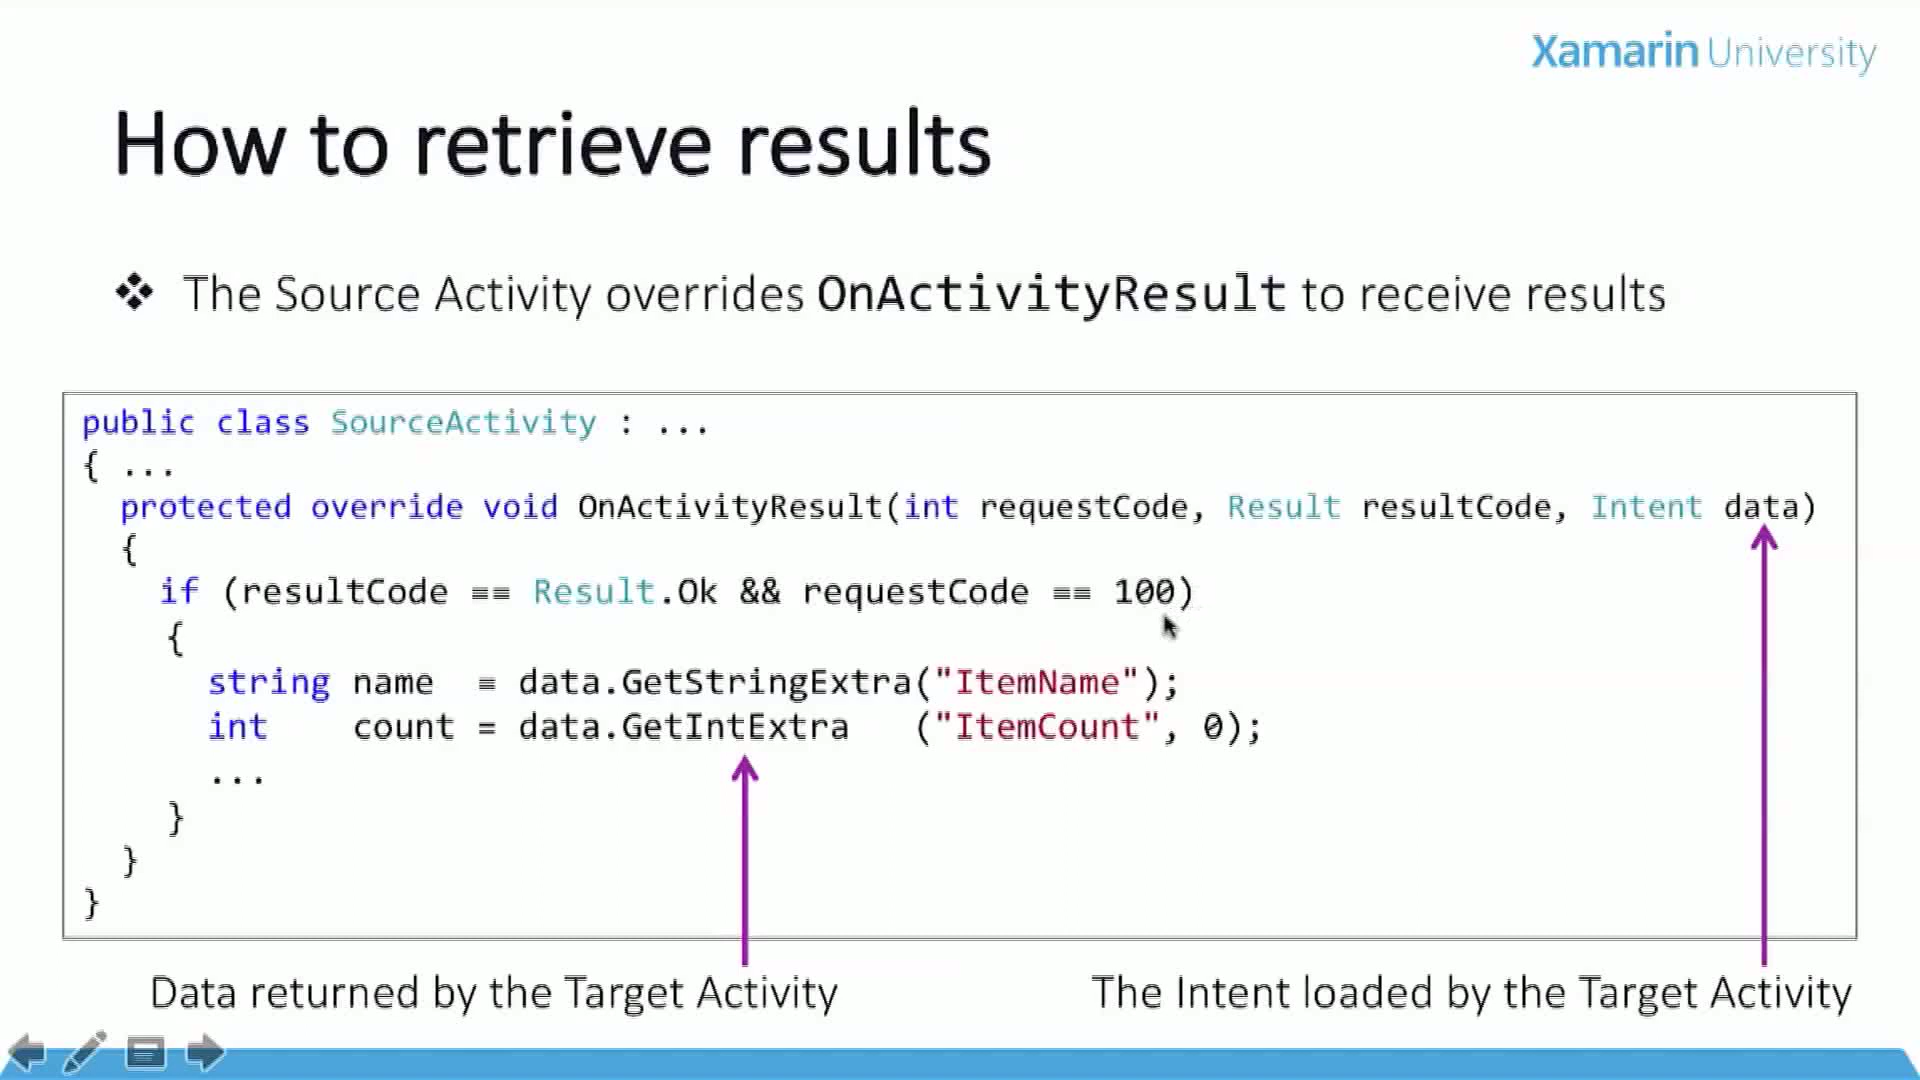 Xamarin University
How to retrieve results
❖ The Source Activity overrides OnActivityResult to receive results
public class SourceActivity : ...
{ ...
protected override void OnActivityResult(int requestCode, Result resultCode, Intent data)
{
if (resultCode == Result.Ok && requestCode == 100)
{
string name = data.GetStringExtra("ItemName");
int count = data.GetIntExtra ("ItemCount", 0);
...
}
}
}
Data returned by the Target Activity
The Intent loaded by the Target Activity